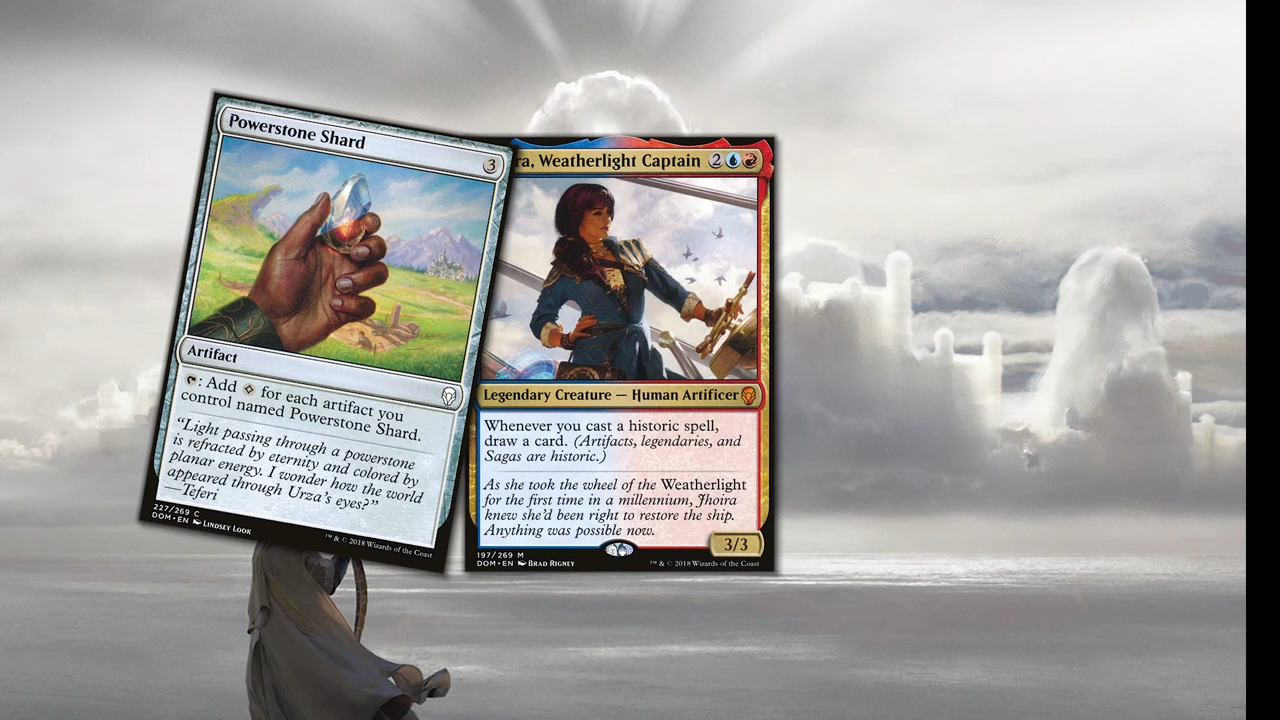 Powerstone Shard
3
Artifact
: Add for each artifact you
control named Powerstone Shard.
“Light passing through a powerstone
is refracted by eternity and colored by
planar energy. I wonder how the world
appeared through Urza’s eyes?”
—Teferi
227/269 C
DOM • EN Lindsey Look
™ & © 2018 Wizards of the Coast
ra, Weatherlight Captain 2
Legendary Creature — Human Artificer
Whenever you cast a historic spell,
draw a card. (Artifacts, legendaries, and
Sagas are historic.)
As she took the wheel of the Weatherlight
for the first time in a millennium, Jhoira
knew she’d been right to restore the ship.
Anything was possible now.
3/3
197/269 M
DOM • EN Brad Rigney
™ & © 2018 Wizards of the Coast